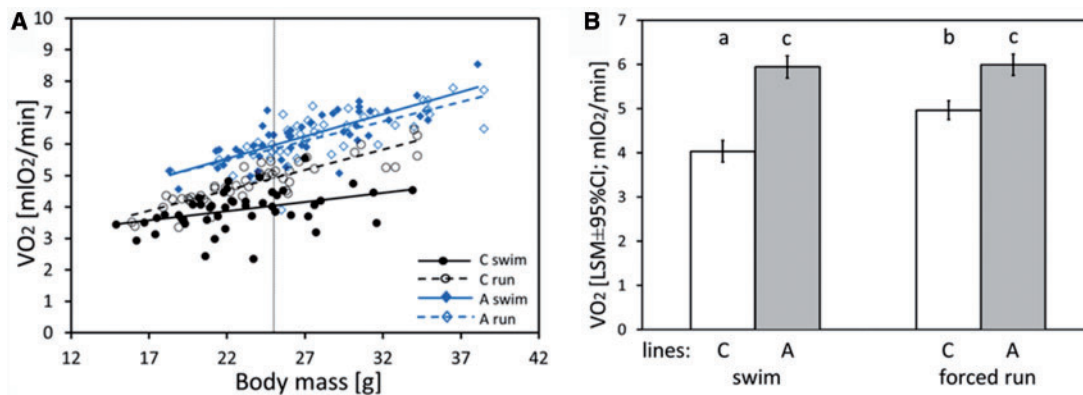 A
VO2 [mlO2/min]
10
9
8
7
6
5
4
3
2
1
0
12 17 22 27 32 37 42
Body mass [g]
C swim
C run
A swim
A run
B
VO2 [LSM±95%CI; mlO2/min]
7
6
5
4
3
2
1
0
a c b c
lines: C A C A
swim forced run